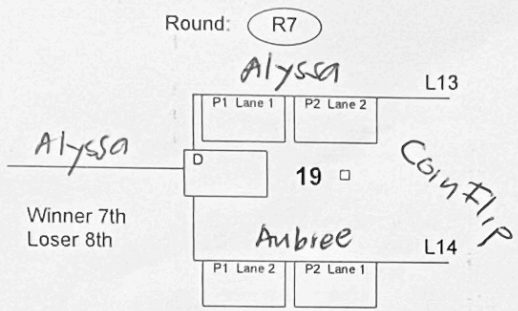 Round: R7
Alyssa
L13
P1 Lane 1 P2 Lane 2
Alyssa
D
19
Coin Flip
Winner 7th
Loser 8th
Aubree
L14
P1 Lane 2 P2 Lane 1